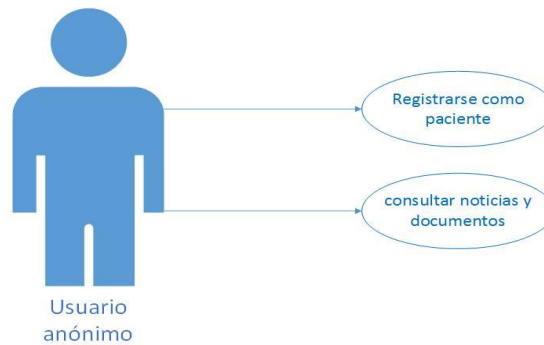 Registrarse como
paciente
consultar noticias y
documentos
Usuario
anónimo